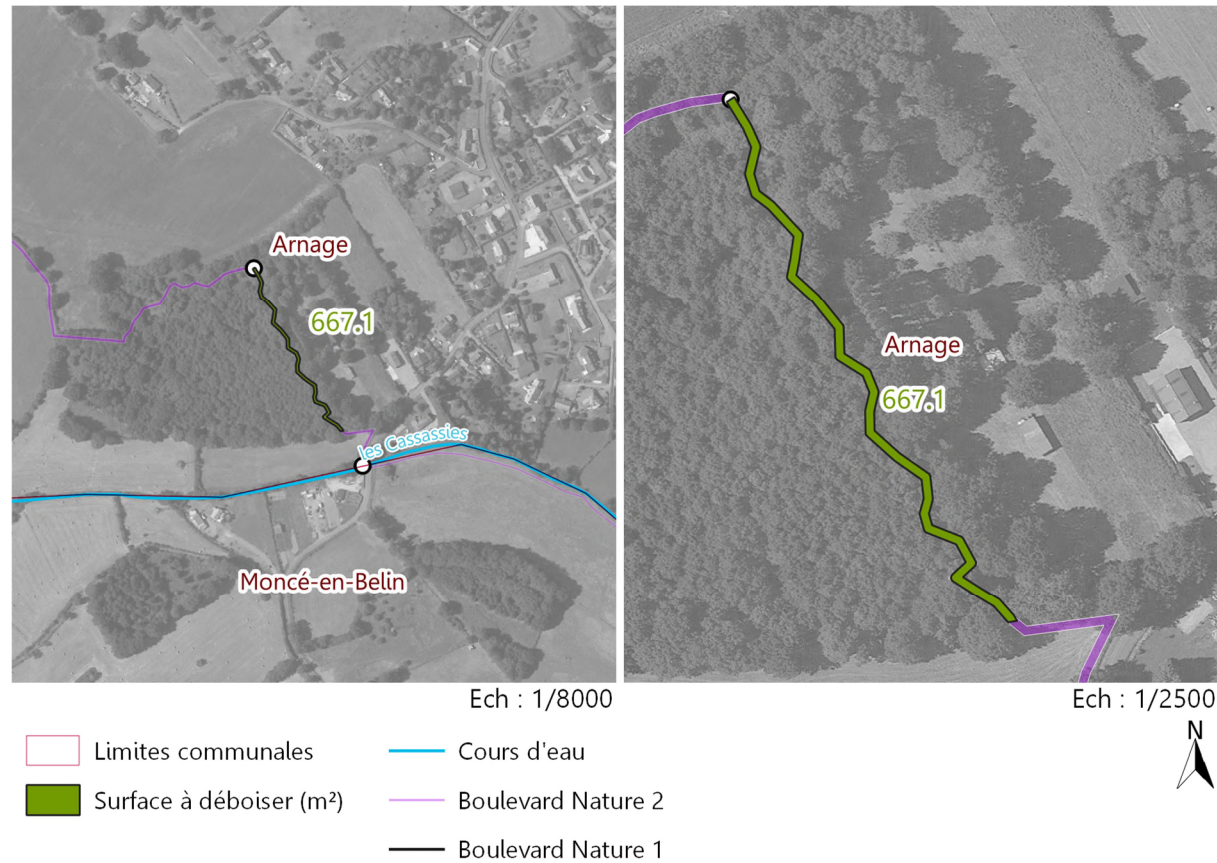 Arnage
667.1
les Cassassies
Moncé-en-Belin
Ech : 1/8000
Arnage
667.1
Ech : 1/2500
Limites communales
Surface à déboiser (m²)
Cours d'eau
Boulevard Nature 2
Boulevard Nature 1
N